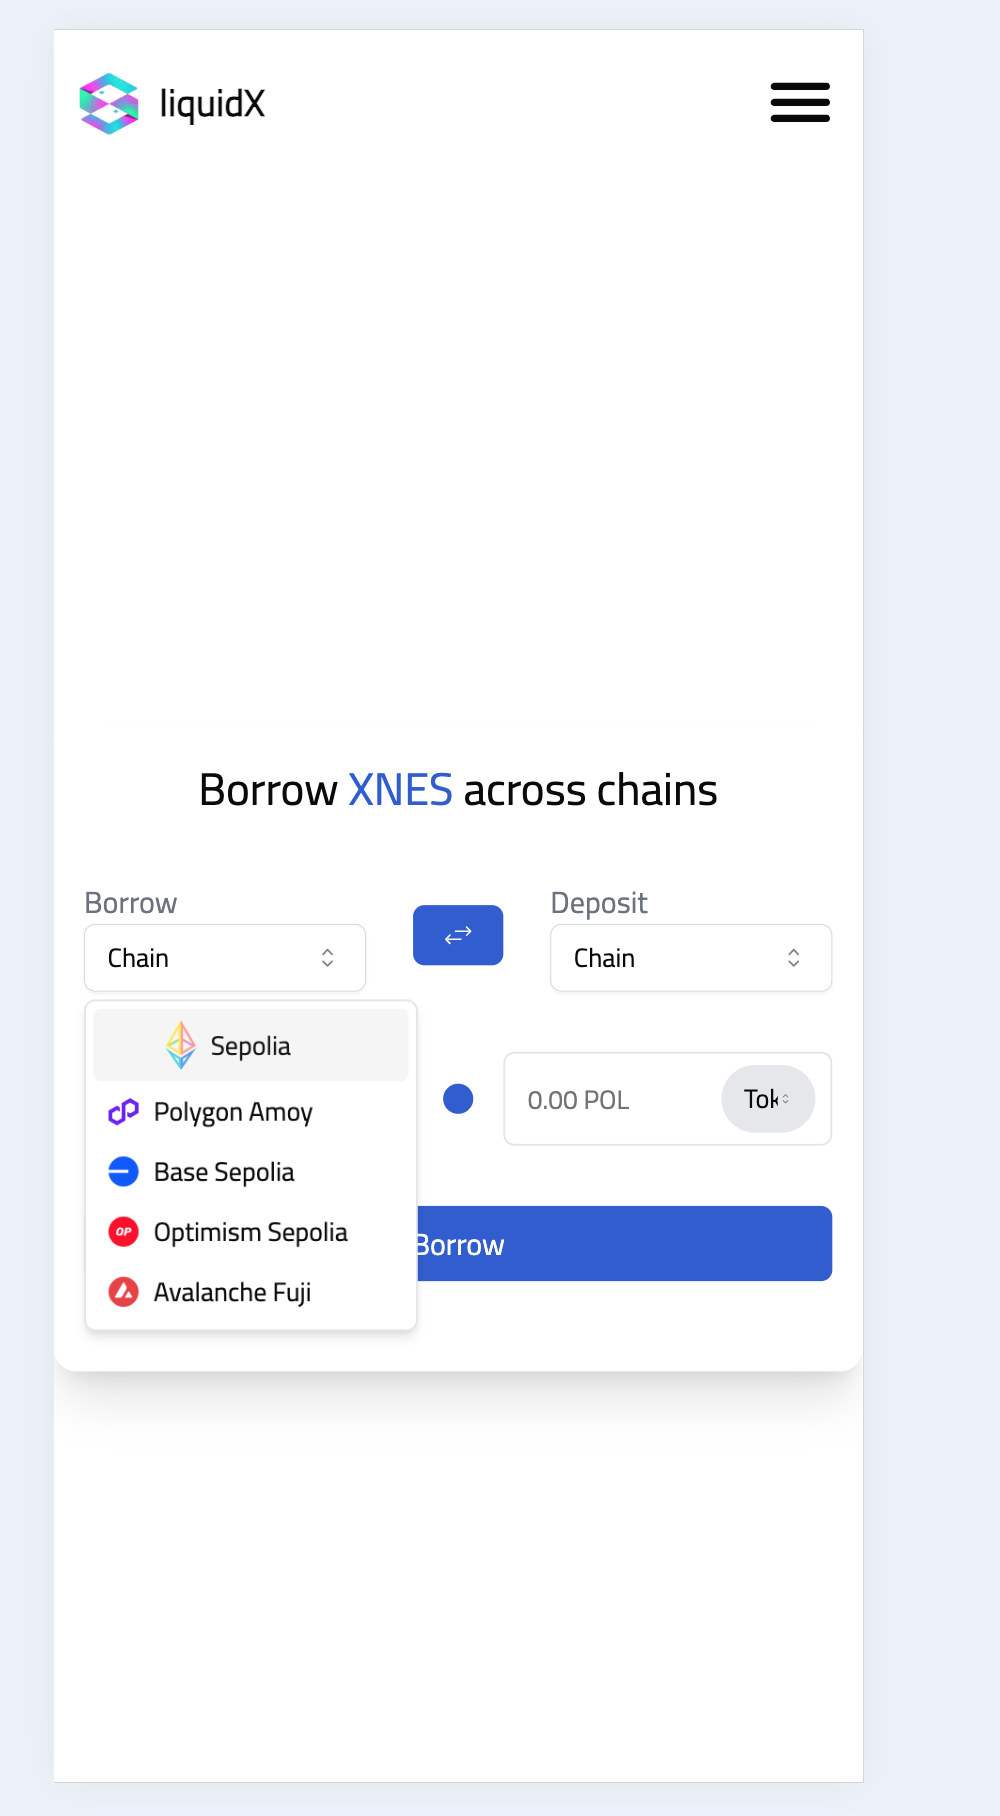 liquidX
Borrow XNES across chains
Borrow
Deposit
Chain
Chain
Sepolia
Polygon Amoy
0.00 POL
Tok
Base Sepolia
Optimism Sepolia
OP
Borrow
Avalanche Fuji